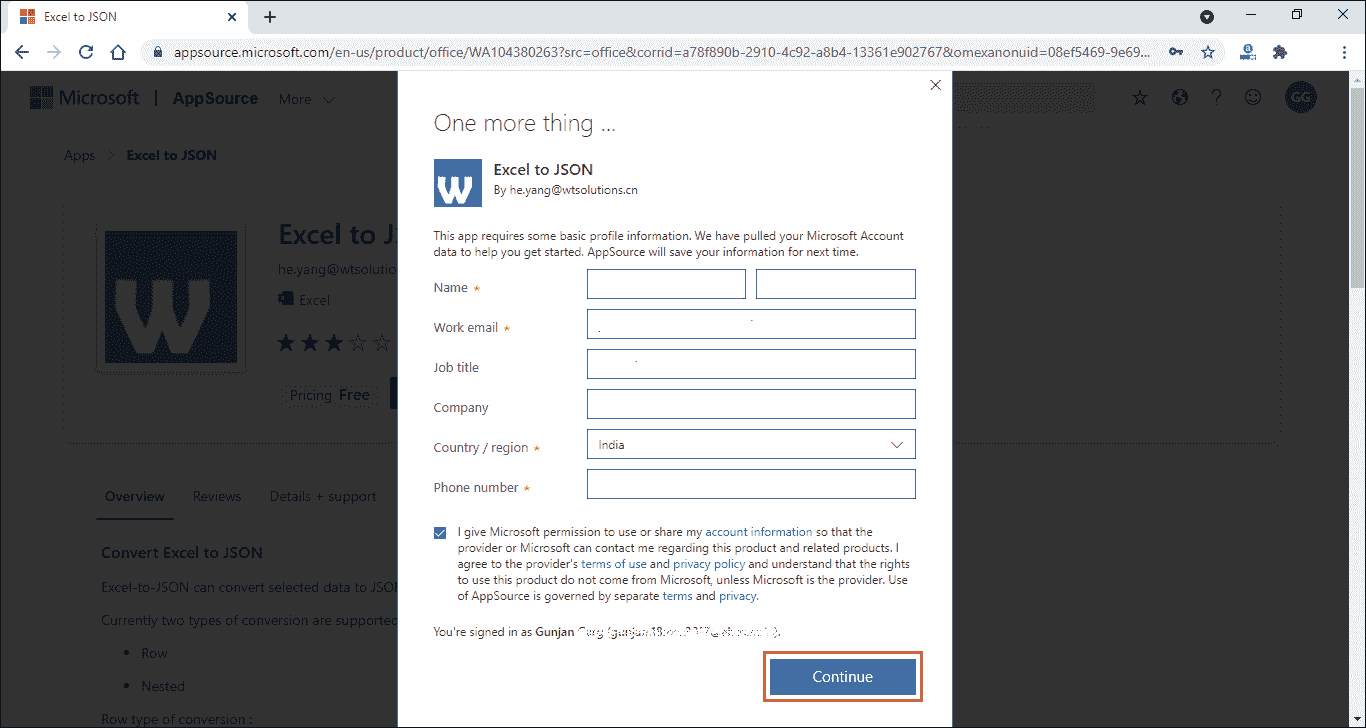 Excel to JSON
appsource.microsoft.com/en-us/product/office/WA104380263?src=office&corrid=a78f890b-2910-4c92-a8b4-13361e902767&omexanonuid=08ef5469-9e69...
Microsoft | AppSource More
GG
Apps > Excel to JSON
Excel to J
he.yang@wtsolutio
Excel
Pricing Free
Overview Reviews Details + support
Convert Excel to JSON
Excel-to-JSON can convert selected data to JSO
Currently two types of conversion are supported
• Row
• Nested
Row type of conversion :
One more thing ...
W
Excel to JSON
By he.yang@wtsolutions.cn
This app requires some basic profile information. We have pulled your Microsoft Account
data to help you get started. AppSource will save your information for next time.
Name *
Work email *
Job title
Company
Country / region * India
Phone number *
I give Microsoft permission to use or share my account information so that the
provider or Microsoft can contact me regarding this product and related products. I
agree to the provider's terms of use and privacy policy and understand that the rights
to use this product do not come from Microsoft, unless Microsoft is the provider. Use
of AppSource is governed by separate terms and privacy.
You're signed in as Gunjan
Continue